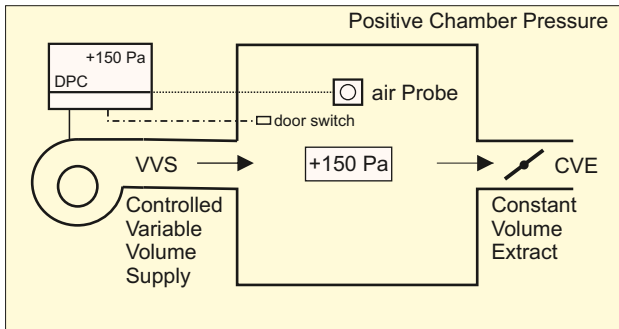 Positive Chamber Pressure
+150 Pa
DPC
air Probe
door switch
VVS
+150 Pa
CVE
Controlled
Variable
Volume
Supply
Constant
Volume
Extract